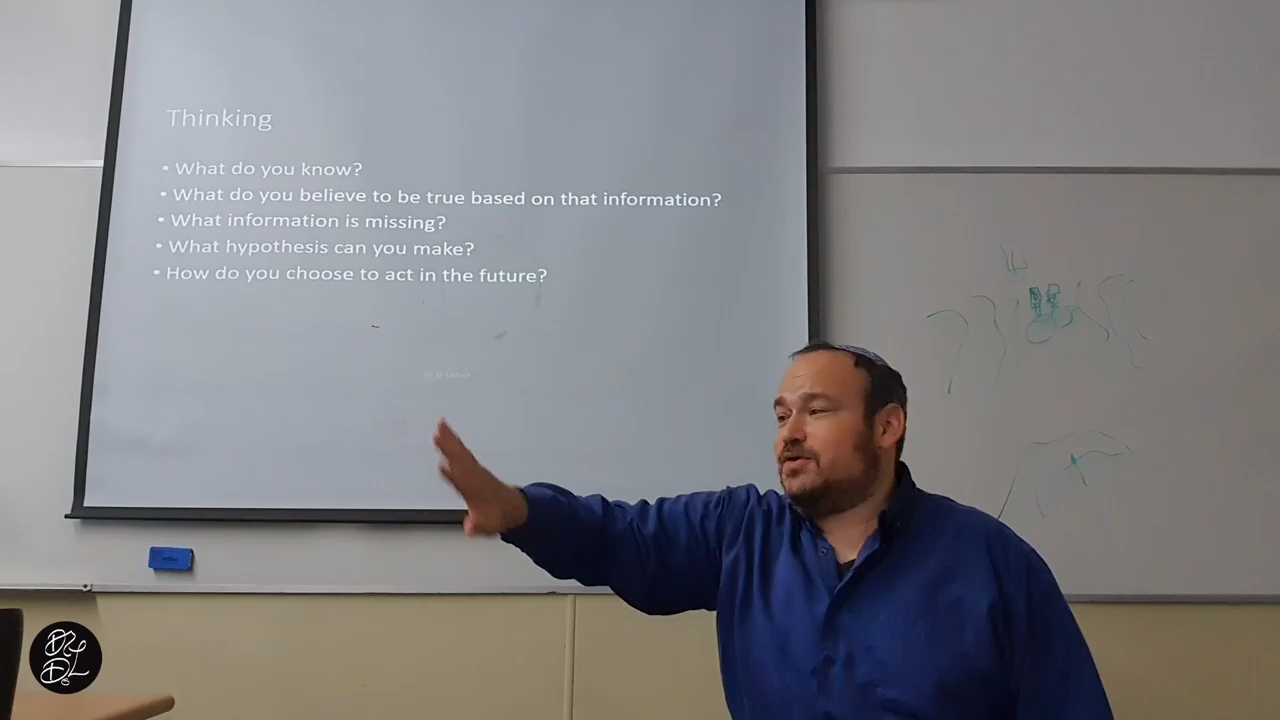 Thinking
• What do you know?
• What do you believe to be true based on that information?
• What information is missing?
• What hypothesis can you make?
• How do you choose to act in the future?